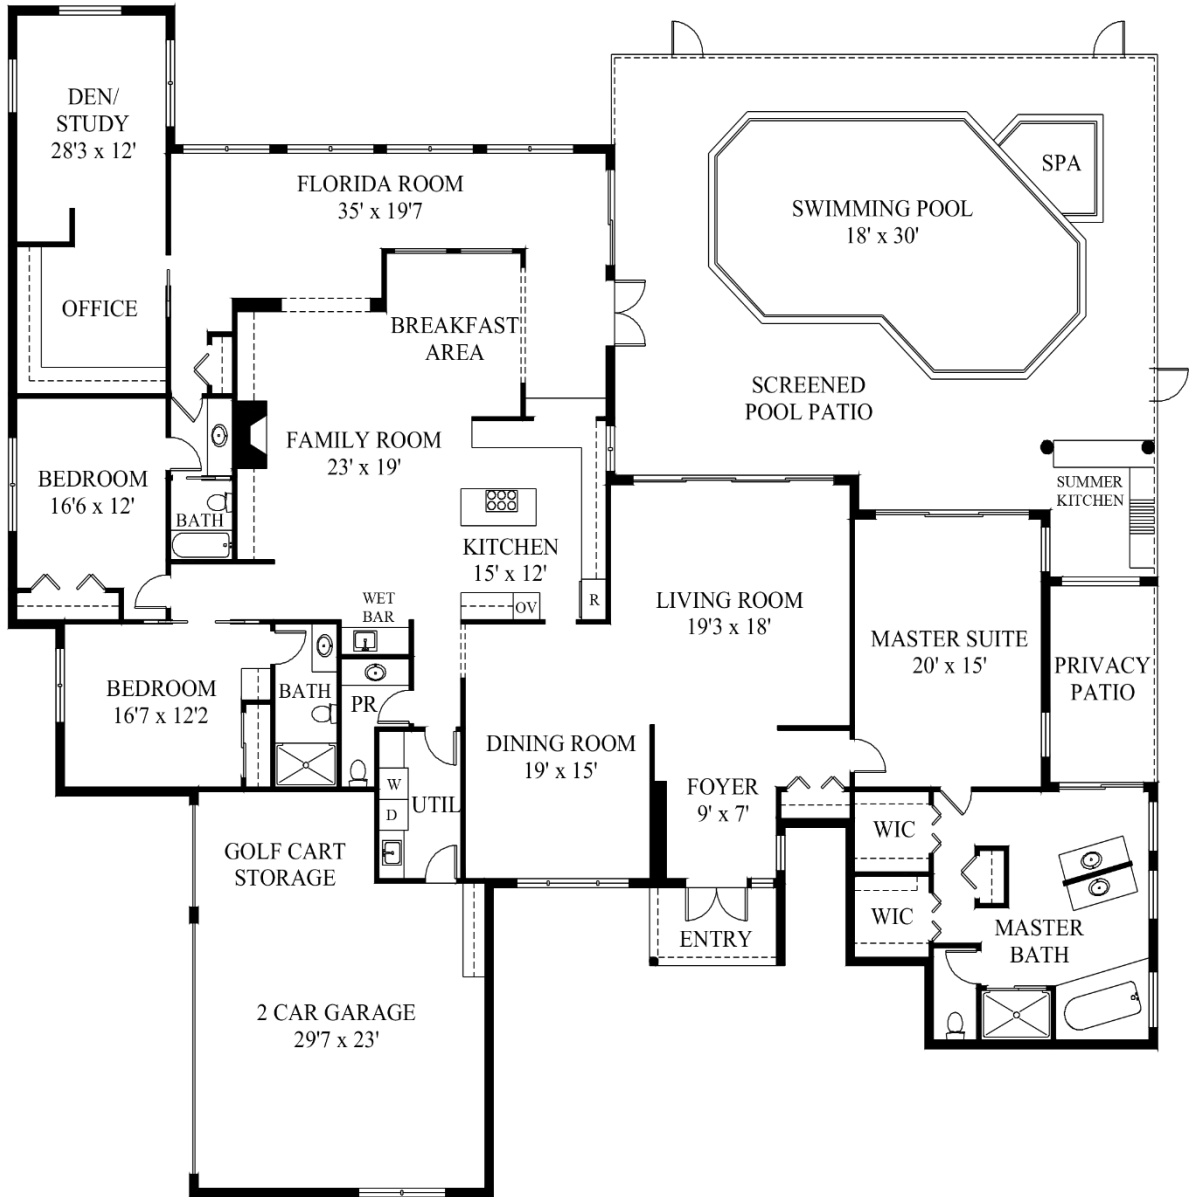 DEN/
STUDY
28'3 x 12'
FLORIDA ROOM
35' x 19'7
SPA
SWIMMING POOL
18' x 30'
OFFICE
BREAKFAST
AREA
SCREENED
POOL PATIO
FAMILY ROOM
23' x 19'
BEDROOM
16'6 x 12'
BATH
SUMMER
KITCHEN
KITCHEN
15' x 12'
OV
R
WET
BAR
LIVING ROOM
19'3 x 18'
MASTER SUITE
20' x 15'
PRIVACY
PATIO
BEDROOM
16'7 x 12'2
BATH
PR
DINING ROOM
19' x 15'
FOYER
9' x 7'
W
D
UTIL
WIC
GOLF CART
STORAGE
WIC
ENTRY
MASTER
BATH
2 CAR GARAGE
29'7 x 23'